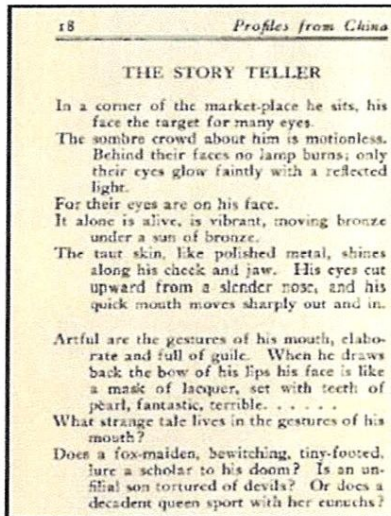 18 Profiles from China
THE STORY TELLER
In a corner of the market-place he sits, his
face the target for many eyes.
The sombre crowd about him is motionless.
Behind their faces no lamp burns; only
their eyes glow faintly with a reflected
light.
For their eyes are on his face.
It alone is alive, is vibrant, moving bronze
under a sun of bronze.
The taut skin, like polished metal, shines
along his cheek and jaw. His eyes cut
upward from a slender nose, and his
quick mouth moves sharply out and in.
Artful are the gestures of his mouth, elabo-
rate and full of guile. When he draws
back the bow of his lips his face is like
a mask of lacquer, set with teeth of
pearl, fantastic, terrible. . . . . .
What strange tale lives in the gestures of his
mouth?
Does a fox-maiden, bewitching, tiny-footed,
lure a scholar to his doom? Is an un-
filial son tortured of devils? Or does a
decadent queen sport with her eunuchs?